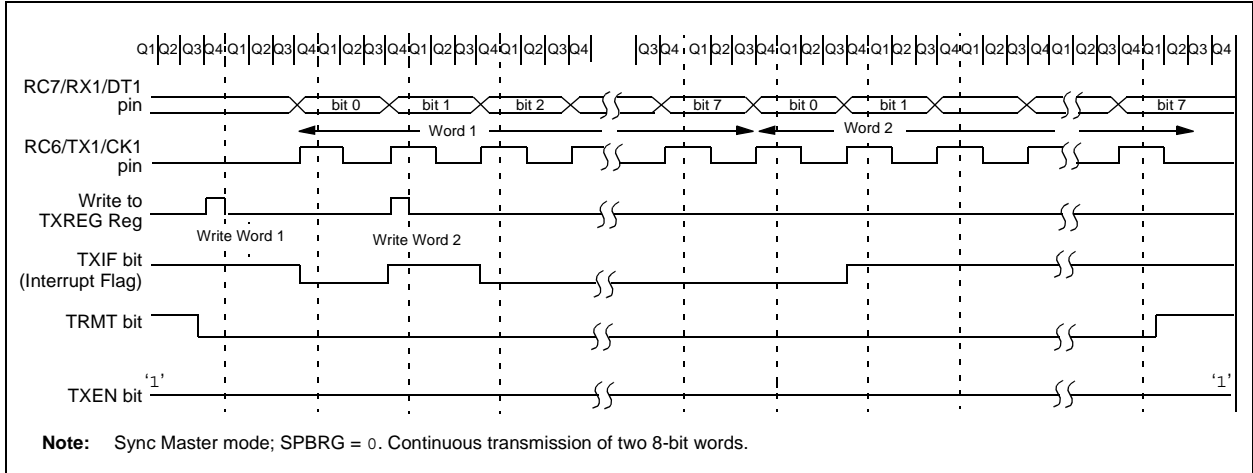 Q1 Q2 Q3 Q4 Q1 Q2 Q3 Q4 Q1 Q2 Q3 Q4 Q1 Q2 Q3 Q4 Q1 Q2 Q3 Q4 Q3 Q4 Q1 Q2 Q3 Q4 Q1 Q2 Q3 Q4 Q1 Q2 Q3 Q4 Q1 Q2 Q3 Q4 Q1 Q2 Q3 Q4 Q1 Q2 Q3 Q4
RC7/RX1/DT1
pin
bit 0 bit 1 bit 2 bit 7 bit 0 bit 1 bit 7
Word 1 Word 2
RC6/TX1/CK1
pin
Write to
TXREG Reg
Write Word 1 Write Word 2
TXIF bit
(Interrupt Flag)
TRMT bit
TXEN bit ‘1’ ‘1’
Note: Sync Master mode; SPBRG = 0. Continuous transmission of two 8-bit words.